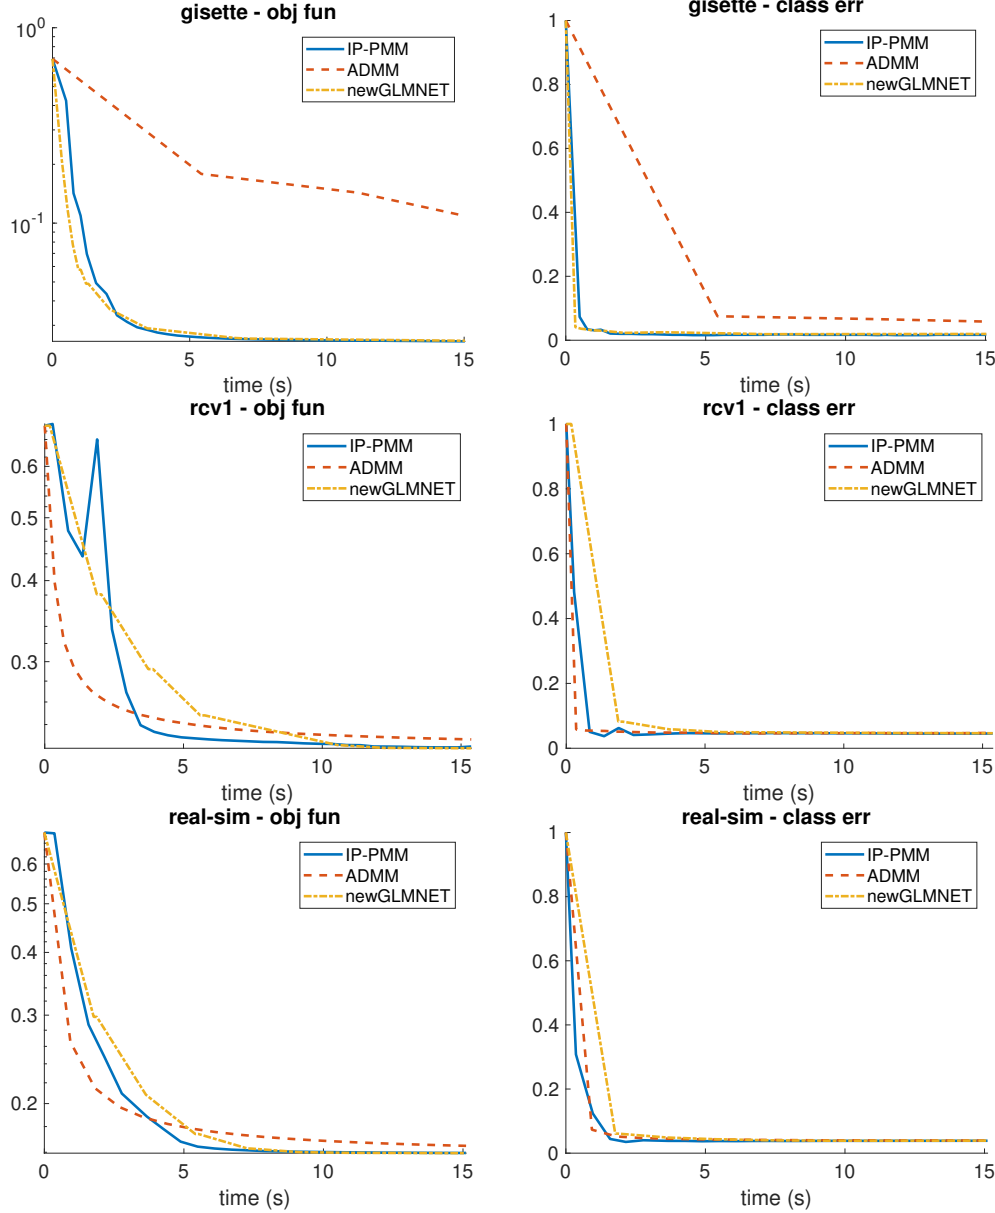 gisette - obj fun
10^0
10^-1
IP-PMM
ADMM
newGLMNET
0 5 10 15
time (s)
gisette - class err
1
0.8
0.6
0.4
0.2
0
IP-PMM
ADMM
newGLMNET
0 5 10 15
time (s)
rcv1 - obj fun
0.6
0.5
0.4
0.3
IP-PMM
ADMM
newGLMNET
0 5 10 15
time (s)
rcv1 - class err
1
0.8
0.6
0.4
0.2
0
IP-PMM
ADMM
newGLMNET
0 5 10 15
time (s)
real-sim - obj fun
0.6
0.5
0.4
0.3
0.2
IP-PMM
ADMM
newGLMNET
0 5 10 15
time (s)
real-sim - class err
1
0.8
0.6
0.4
0.2
0
IP-PMM
ADMM
newGLMNET
0 5 10 15
time (s)